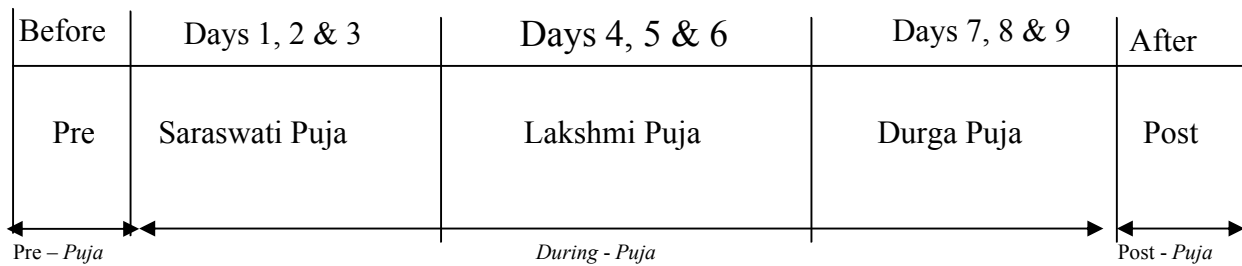 Before Days 1, 2 & 3 Days 4, 5 & 6 Days 7, 8 & 9 After
Pre Saraswati Puja Lakshmi Puja Durga Puja Post
Pre – Puja During - Puja Post - Puja